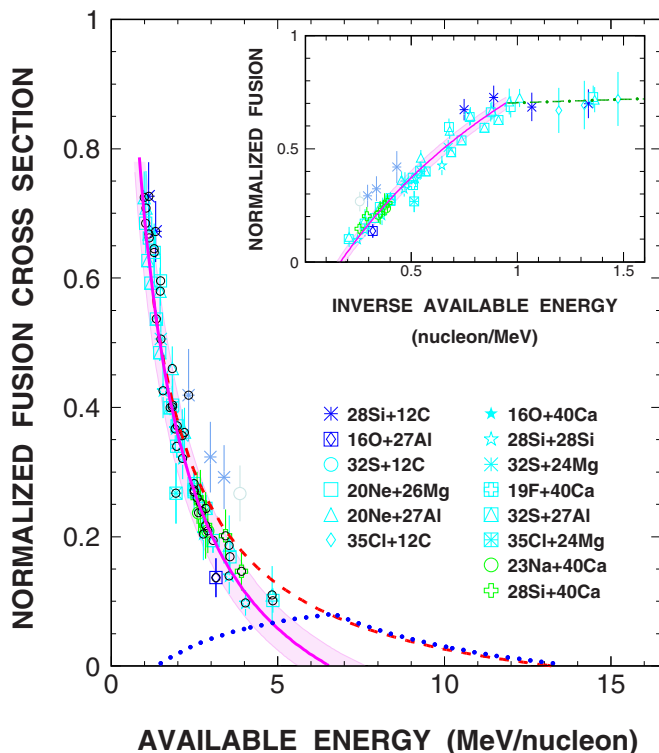 NORMALIZED FUSION CROSS SECTION
1
0.8
0.6
0.4
0.2
0
0
5
10
15
AVAILABLE ENERGY (MeV/nucleon)
NORMALIZED FUSION
1
0.5
0
0.5
1
1.5
INVERSE AVAILABLE ENERGY
(nucleon/MeV)
28Si+12C
16O+27Al
32S+12C
20Ne+26Mg
20Ne+27Al
35Cl+12C
16O+40Ca
28Si+28Si
32S+24Mg
19F+40Ca
32S+27Al
35Cl+24Mg
23Na+40Ca
28Si+40Ca